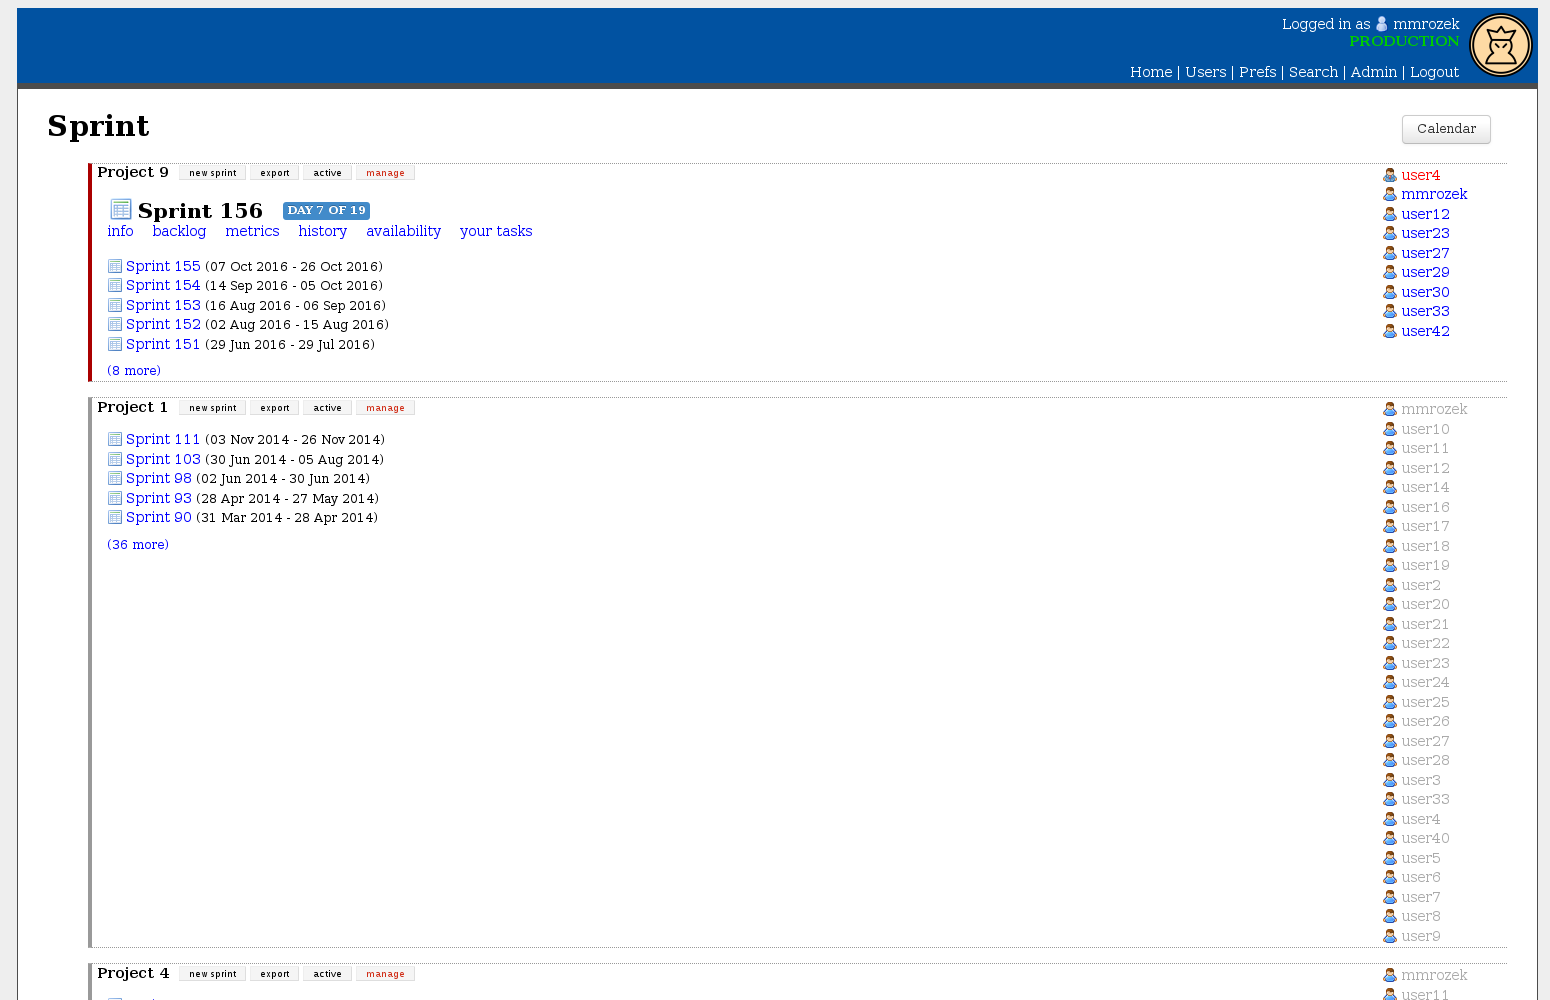 Logged in as mmrozek
PRODUCTION
Home | Users | Prefs | Search | Admin | Logout
Sprint
Calendar
Project 9 new sprint export active manage
Sprint 156 DAY 7 OF 19
info backlog metrics history availability your tasks
Sprint 155 (07 Oct 2016 - 26 Oct 2016)
Sprint 154 (14 Sep 2016 - 05 Oct 2016)
Sprint 153 (16 Aug 2016 - 06 Sep 2016)
Sprint 152 (02 Aug 2016 - 15 Aug 2016)
Sprint 151 (29 Jun 2016 - 29 Jul 2016)
(8 more)
user4
mmrozek
user12
user23
user27
user29
user30
user33
user42
Project 1 new sprint export active manage
Sprint 111 (03 Nov 2014 - 26 Nov 2014)
Sprint 103 (30 Jun 2014 - 05 Aug 2014)
Sprint 98 (02 Jun 2014 - 30 Jun 2014)
Sprint 93 (28 Apr 2014 - 27 May 2014)
Sprint 90 (31 Mar 2014 - 28 Apr 2014)
(36 more)
mmrozek
user10
user11
user12
user14
user16
user17
user18
user19
user2
user20
user21
user22
user23
user24
user25
user26
user27
user28
user3
user33
user4
user40
user5
user6
user7
user8
user9
Project 4 new sprint export active manage
mmrozek
user11